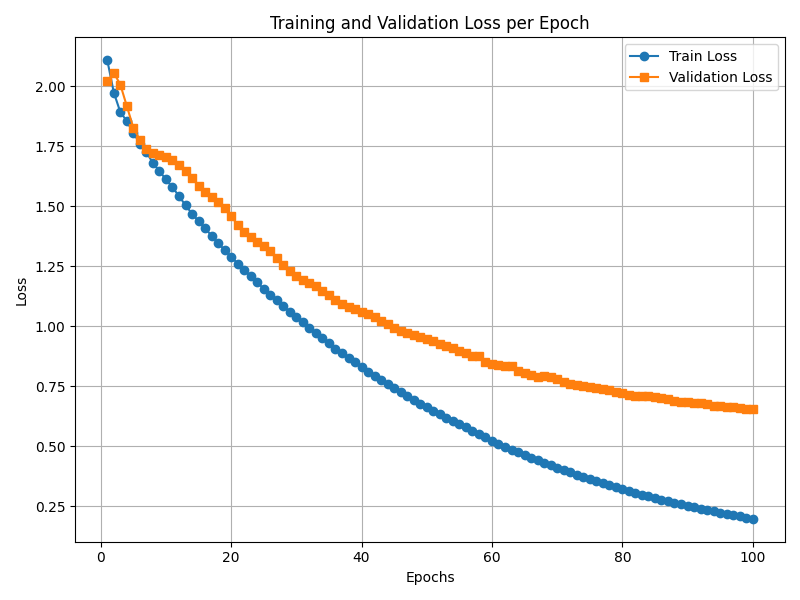 Training and Validation Loss per Epoch
Train Loss
Validation Loss
2.00
1.75
1.50
1.25
1.00
0.75
0.50
0.25
Loss
0 20 40 60 80 100
Epochs